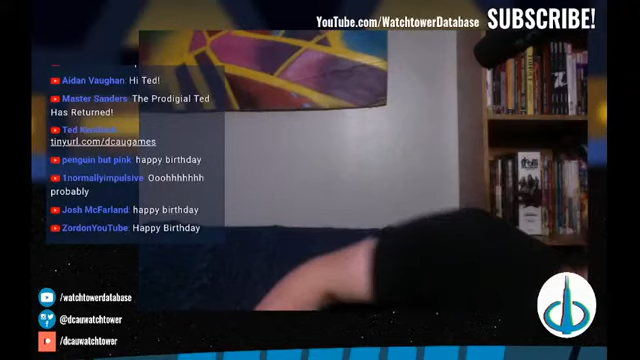 YouTube.com/WatchtowerDatabase SUBSCRIBE!
Aidan Vaughan: Hi Ted!
Master Sanders: The Prodigial Ted
Has Returned!
Ted
tinyurl.com/dcaugames
penguin but pink: happy birthday
1normallyimpulsive Ooohhhhhhh
probably
Josh McFarland: happy birthday
ZordonYouTube: Happy Birthday
/watchtowerdatabase
@dcauwatchtower
/dcauwatchtower